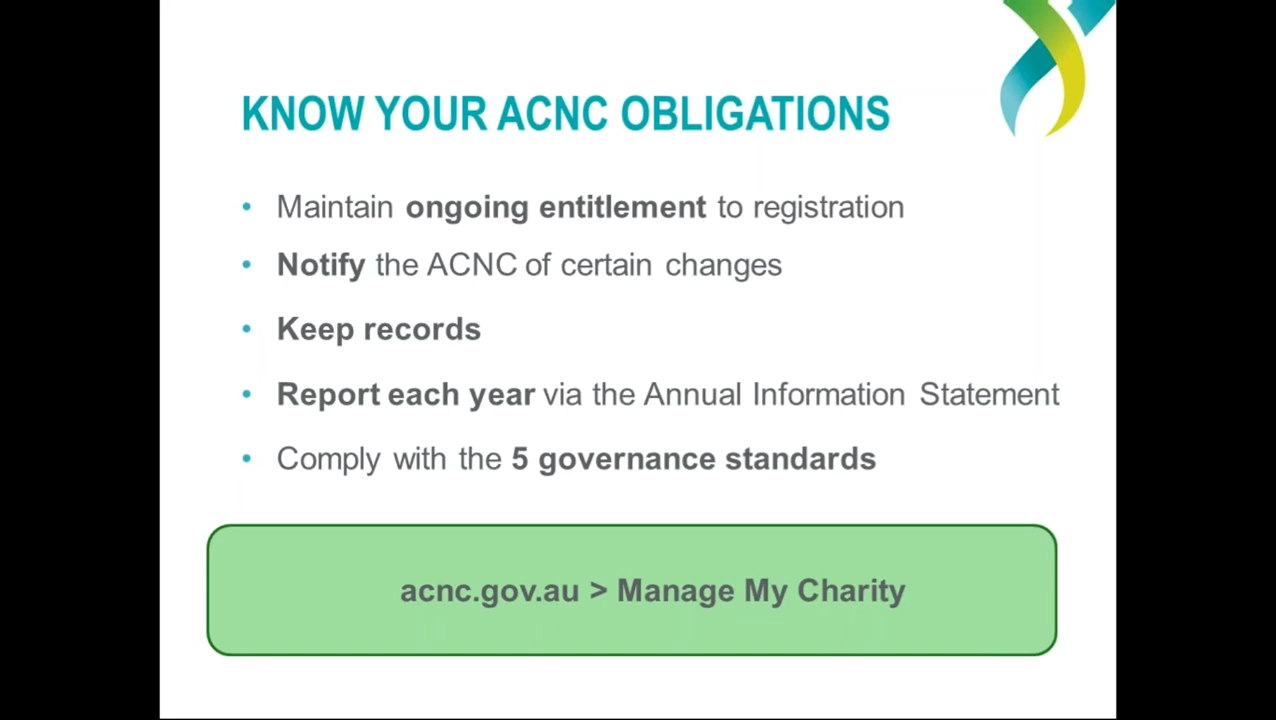 KNOW YOUR ACNC OBLIGATIONS
• Maintain ongoing entitlement to registration
• Notify the ACNC of certain changes
• Keep records
• Report each year via the Annual Information Statement
• Comply with the 5 governance standards
acnc.gov.au > Manage My Charity